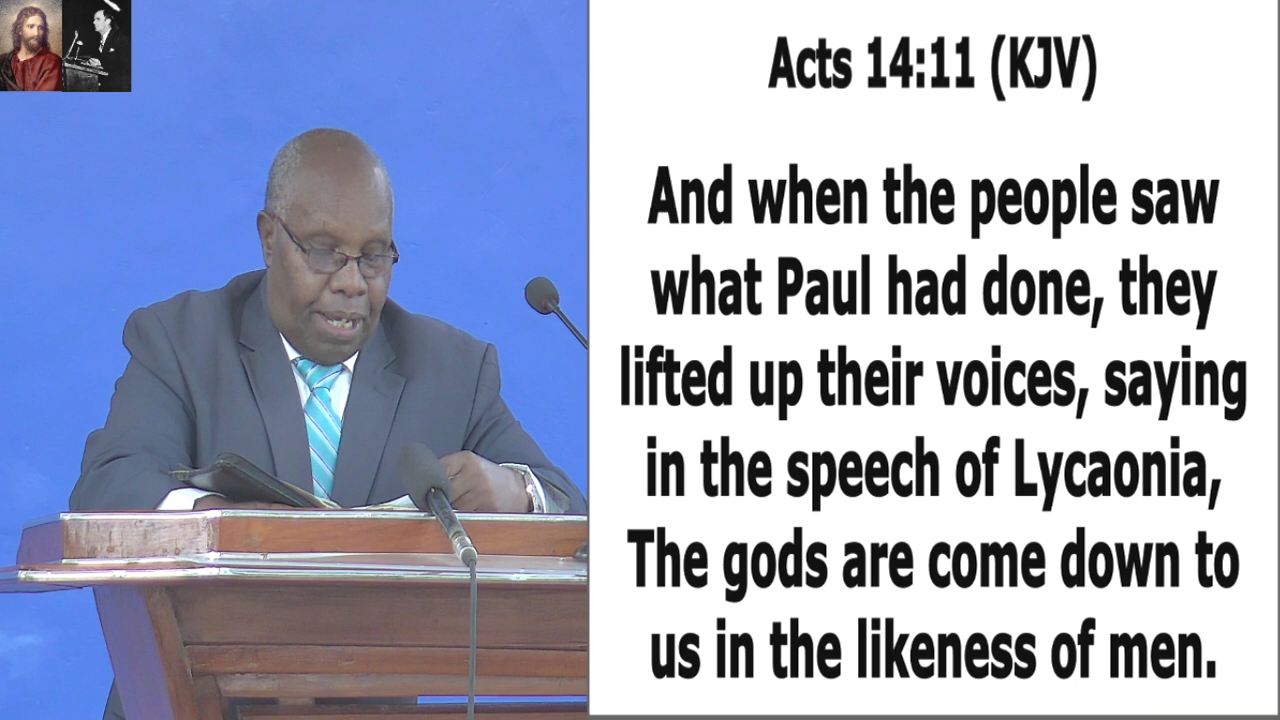 Acts 14:11 (KJV)
And when the people saw
what Paul had done, they
lifted up their voices, saying
in the speech of Lycaonia,
The gods are come down to
us in the likeness of men.